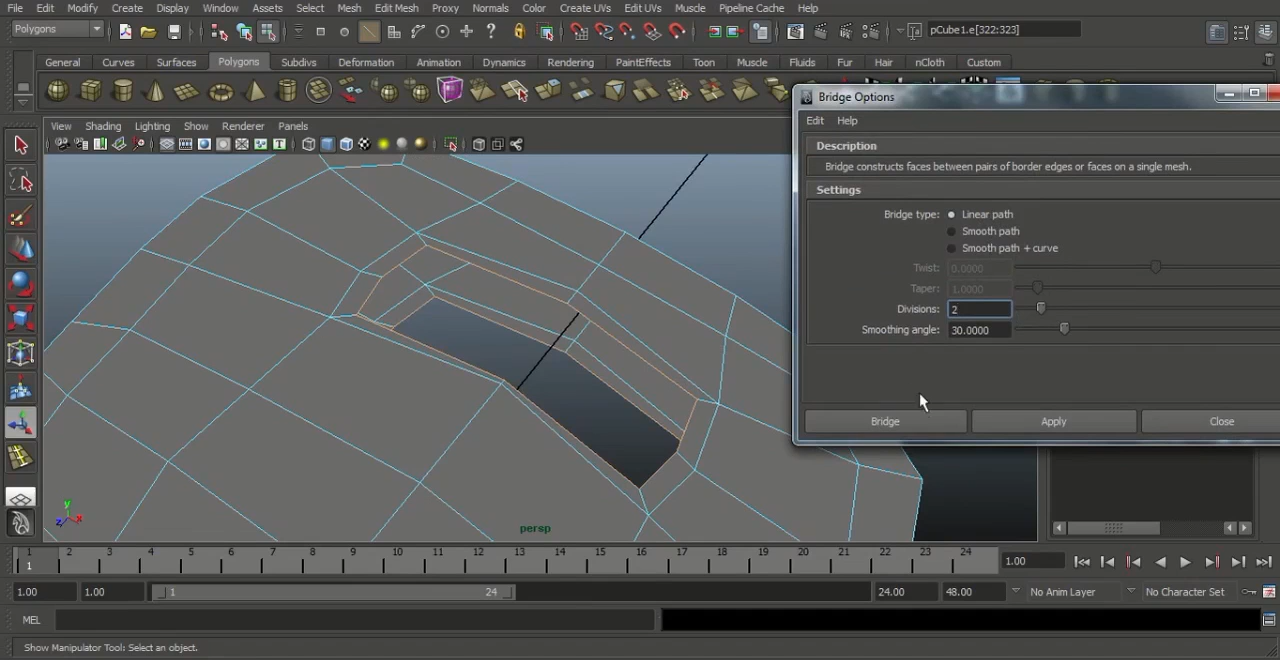 File Edit Modify Create Display Window Assets Select Mesh Edit Mesh Proxy Normals Color Create UVs Edit UVs Muscle Pipeline Cache Help
Polygons pCube1.e[322:323]
General Curves Surfaces Polygons Subdivs Deformation Animation Dynamics Rendering PaintEffects Toon Muscle Fluids Fur Hair nCloth Custom
Bridge Options
Edit Help
View Shading Lighting Show Renderer Panels
Description
Bridge constructs faces between pairs of border edges or faces on a single mesh.
Settings
Bridge type: Linear path
Smooth path
Smooth path + curve
Twist: 0.0000
Taper: 1.0000
Divisions: 2
Smoothing angle: 30.0000
Bridge Apply Close
y
z x
persp
1 2 3 4 5 6 7 8 9 10 11 12 13 14 15 16 17 18 19 20 21 22 23 24
1 1.00
1.00 1.00 1 24 24.00 48.00 No Anim Layer No Character Set
MEL
Show Manipulator Tool: Select an object.